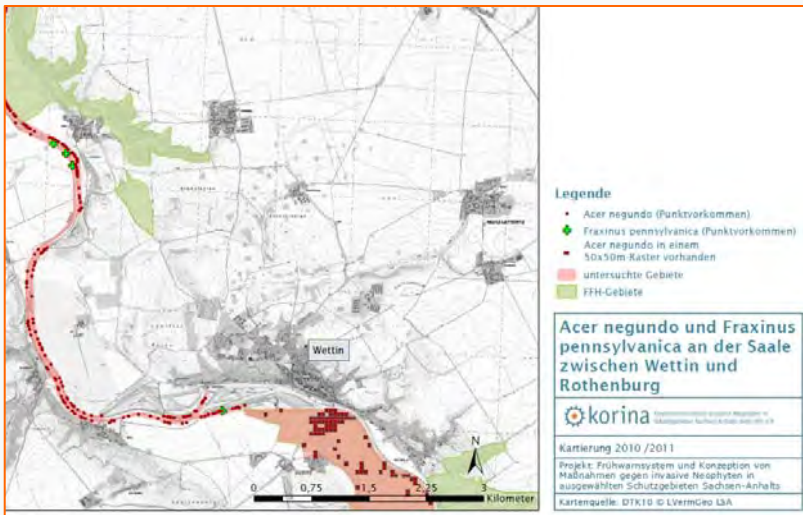 Wettin
N
0 0,75 1,5 2,25 3
Kilometer
Legende
Acer negundo (Punktvorkommen)
Fraxinus pennsylvanica (Punktvorkommen)
Acer negundo in einem
50x50m-Raster vorhanden
untersuchte Gebiete
FFH-Gebiete
Acer negundo und Fraxinus
pennsylvanica an der Saale
zwischen Wettin und
Rothenburg
korina
Kartierung 2010 /2011
Projekt: Frühwarnsystem und Konzeption von
Maßnahmen gegen invasive Neophyten in
ausgewählten Schutzgebieten Sachsen-Anhalts
Kartenquelle: DTK10 © LVermGeo LSA